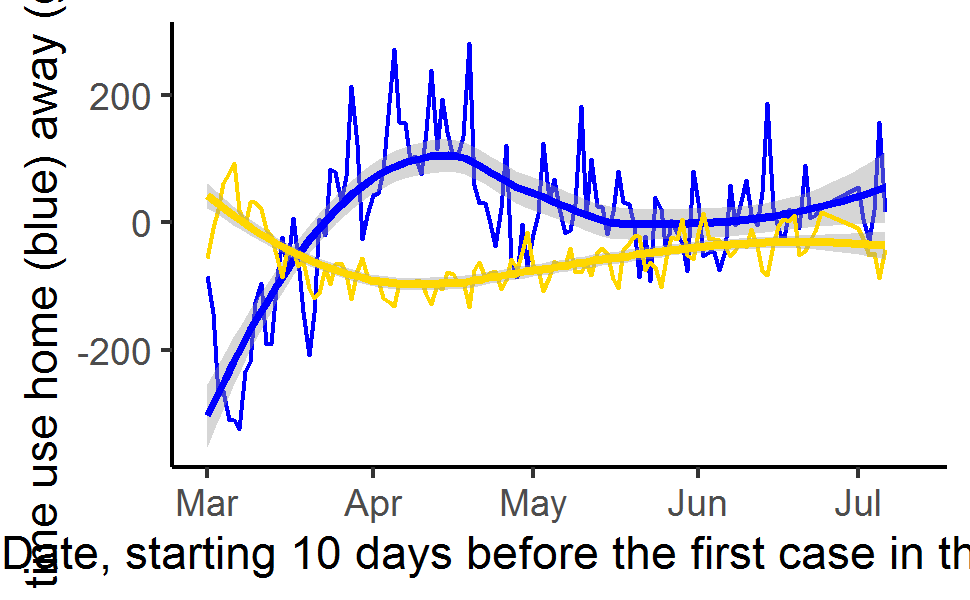 time use home (blue) away (
200
0
-200
Mar Apr May Jun Jul
Date, starting 10 days before the first case in th